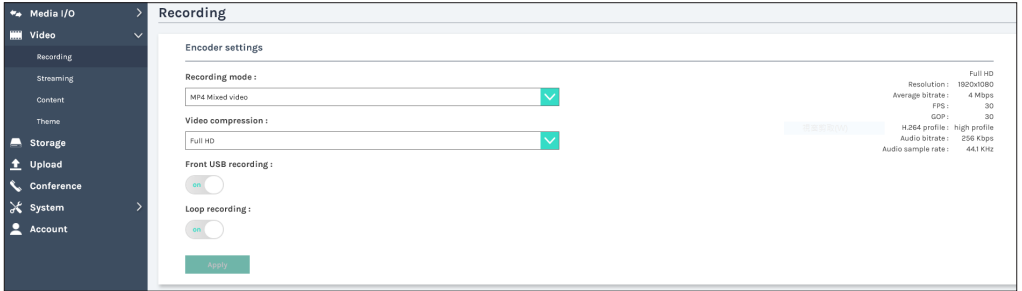 Media I/O
Video
Recording
Streaming
Content
Theme
Storage
Upload
Conference
System
Account
Recording
Encoder settings
Recording mode :
MP4 Mixed video
Video compression :
Full HD
Front USB recording :
on
Loop recording :
on
Apply
Full HD
Resolution : 1920x1080
Average bitrate : 4 Mbps
FPS : 30
GOP : 30
H.264 profile : high profile
Audio bitrate : 256 Kbps
Audio sample rate : 44.1 KHz